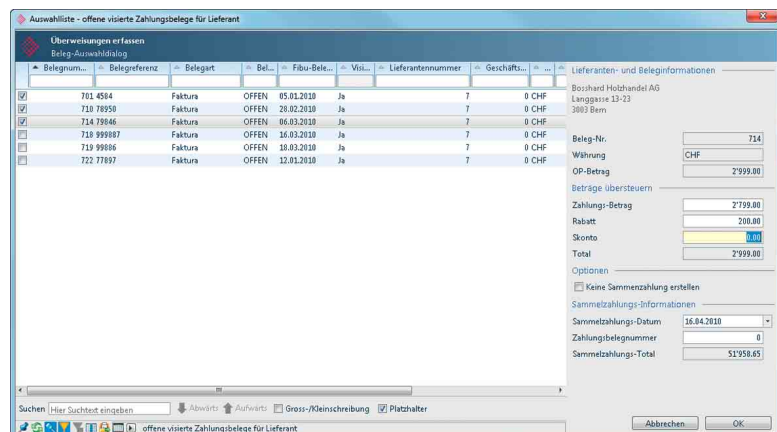 Auswahlliste - offene visierte Zahlungsbelege für Lieferant
Überweisungen erfassen
Beleg-Auswahldialog
Belegnum... Belegreferenz Belegart Bel... Fibu-Bele... Visi... Lieferantennummer Geschäfts... ...
701 4584 Faktura OFFEN 05.01.2010 Ja 7 0 CHF
710 78950 Faktura OFFEN 28.02.2010 Ja 7 0 CHF
714 79846 Faktura OFFEN 06.03.2010 Ja 7 0 CHF
718 999887 Faktura OFFEN 16.03.2010 Ja 7 0 CHF
719 99886 Faktura OFFEN 18.03.2010 Ja 7 0 CHF
722 77897 Faktura OFFEN 12.01.2010 Ja 7 0 CHF
Lieferanten- und Beleginformationen
Bosshard Holzhandel AG
Langgasse 13-23
3003 Bern
Beleg-Nr. 714
Währung CHF
OP-Betrag 2'999.00
Beträge übersteuern
Zahlungs-Betrag 2'799.00
Rabatt 200.00
Skonto 0.00
Total 2'999.00
Optionen
Keine Sammenzahlung erstellen
Sammelzahlungs-Informationen
Sammelzahlungs-Datum 16.04.2010
Zahlungsbelegnummer 0
Sammelzahlungs-Total 51'958.65
Suchen Hier Suchtext eingeben Abwärts Aufwärts Gross-/Kleinschreibung Platzhalter
offene visierte Zahlungsbelege für Lieferant
Abbrechen OK